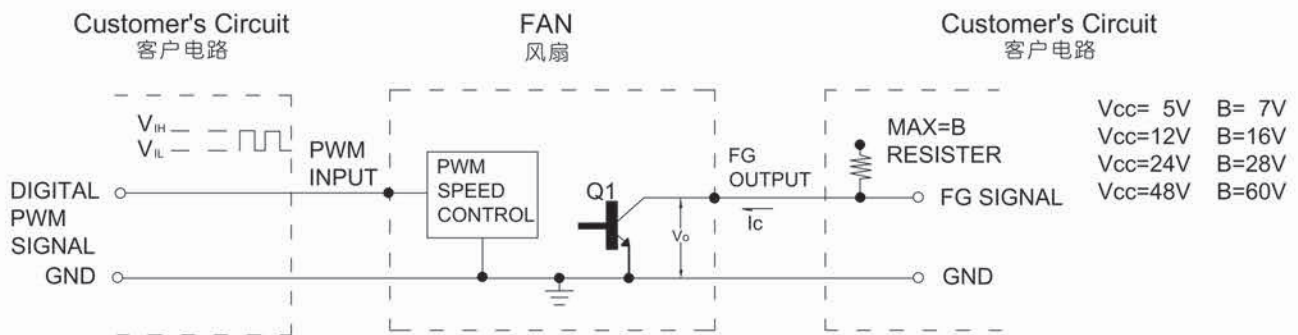 Customer's Circuit
客户电路
FAN
风扇
Customer's Circuit
客户电路
VIH
VIL
PWM
INPUT
DIGITAL
PWM
SIGNAL
GND
PWM
SPEED
CONTROL
Q1
Vo
FG
OUTPUT
Ic
MAX=B
RESISTER
FG SIGNAL
GND
Vcc= 5V B= 7V
Vcc=12V B=16V
Vcc=24V B=28V
Vcc=48V B=60V